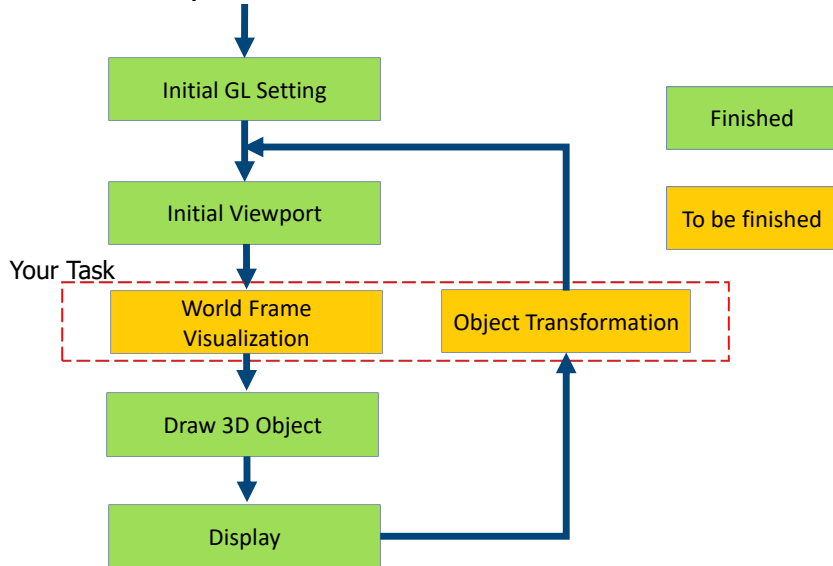 Initial GL Setting
Finished
Initial Viewport
To be finished
Your Task
World Frame
Visualization
Object Transformation
Draw 3D Object
Display